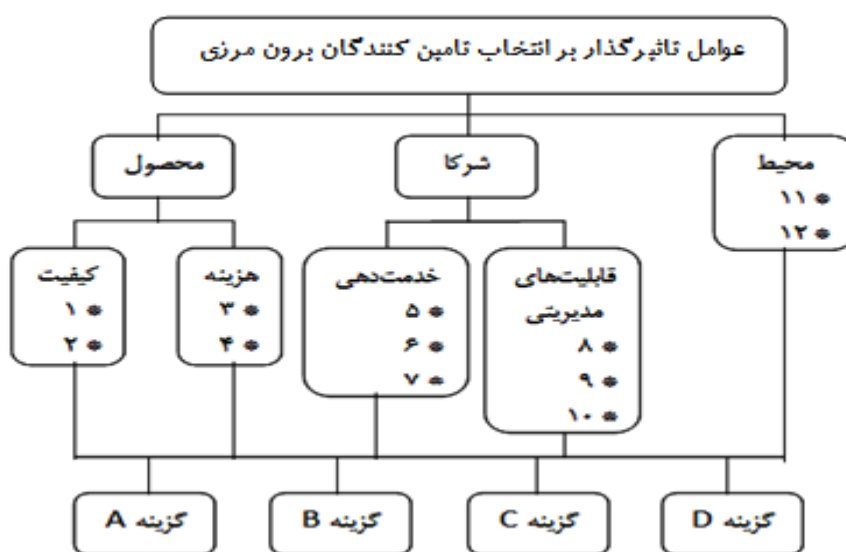 عوامل تاثیرگذار بر انتخاب تامین کنندگان برون مرزی
محیط
* ۱۱
* ۱۲
شرکا
محصول
قابلیت‌های
مدیریتی
* ۸
* ۹
* ۱۰
خدمت‌دهی
* ۵
* ۶
* ۷
هزینه
* ۳
* ۴
کیفیت
* ۱
* ۲
گزینه D
گزینه C
گزینه B
گزینه A